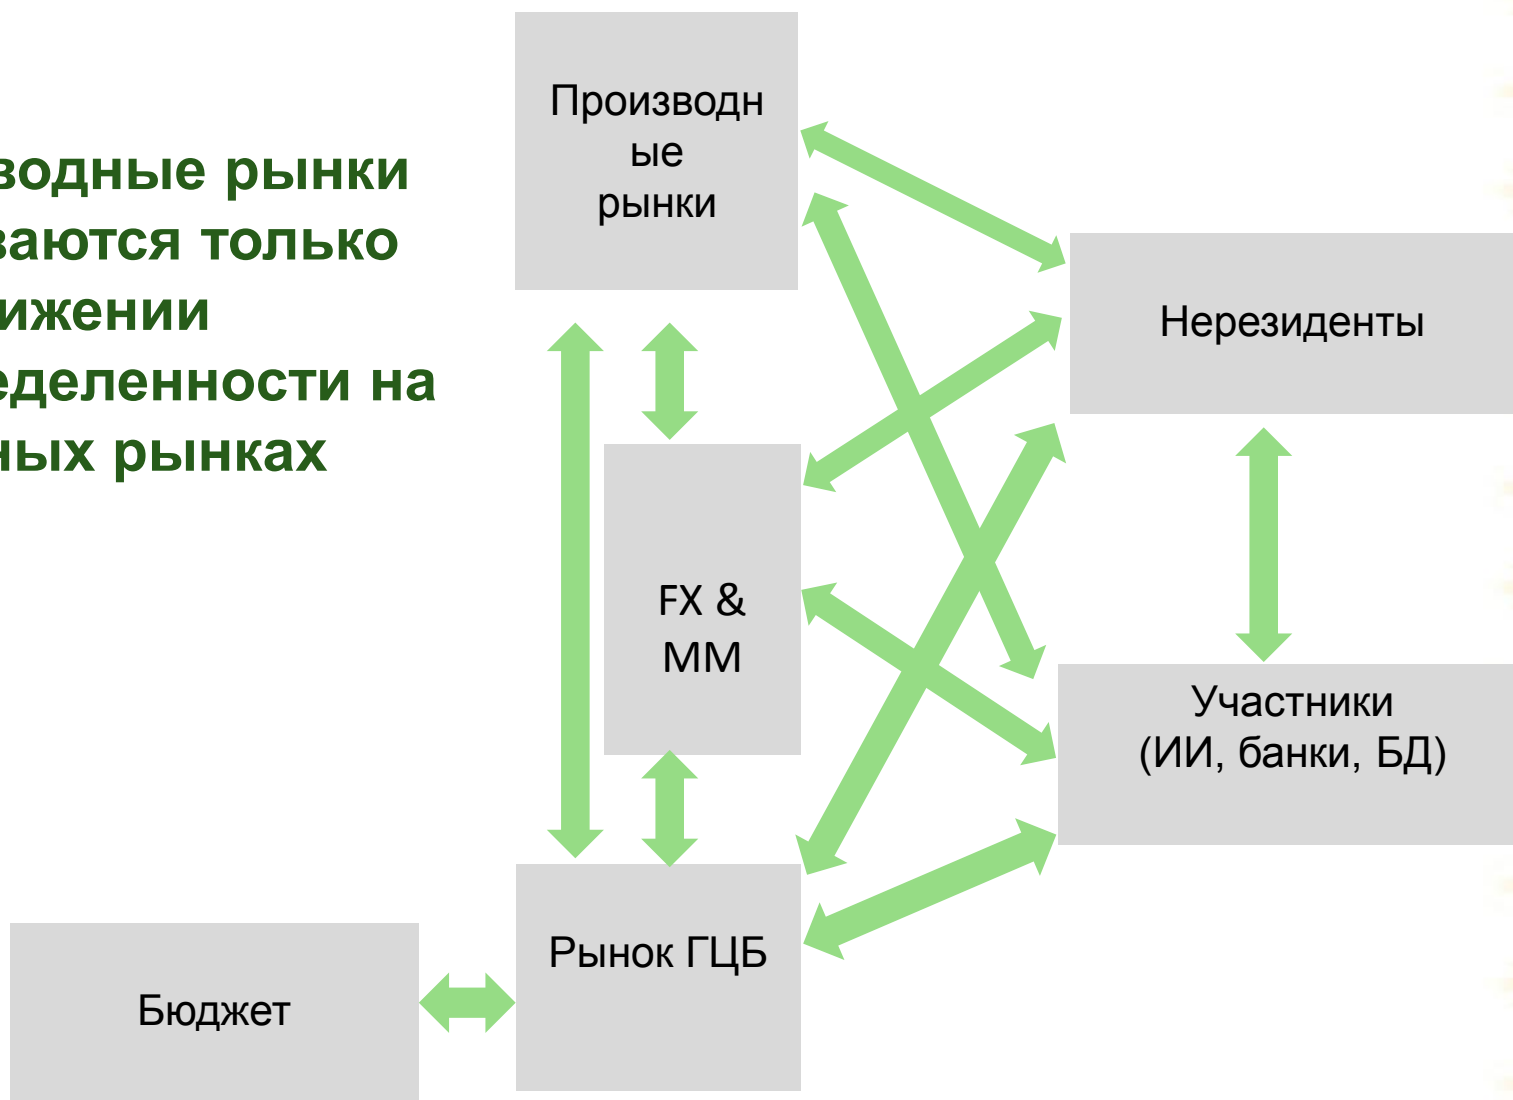 водные рынки
ваются только
ижении
еделенности на
ных рынках
Производн
ые
рынки
Нерезиденты
FX &
MM
Участники
(ИИ, банки, БД)
Рынок ГЦБ
Бюджет